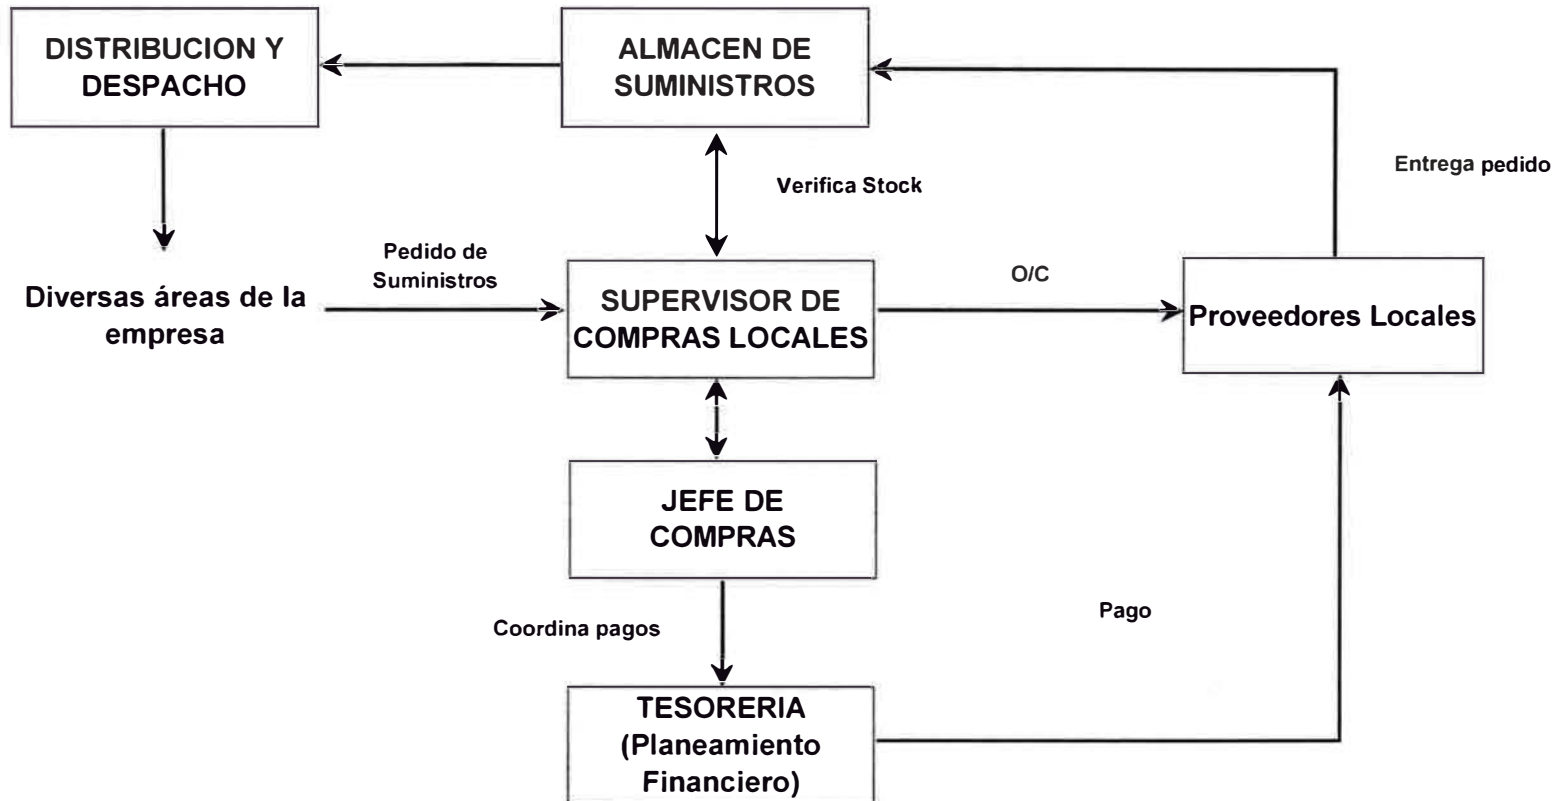 DISTRIBUCION Y
DESPACHO
ALMACEN DE
SUMINISTROS
Entrega pedido
Verifica Stock
Pedido de
Suministros
O/C
Diversas áreas de la
empresa
SUPERVISOR DE
COMPRAS LOCALES
Proveedores Locales
JEFE DE
COMPRAS
Coordina pagos
Pago
TESORERIA
(Planeamiento
Financiero)